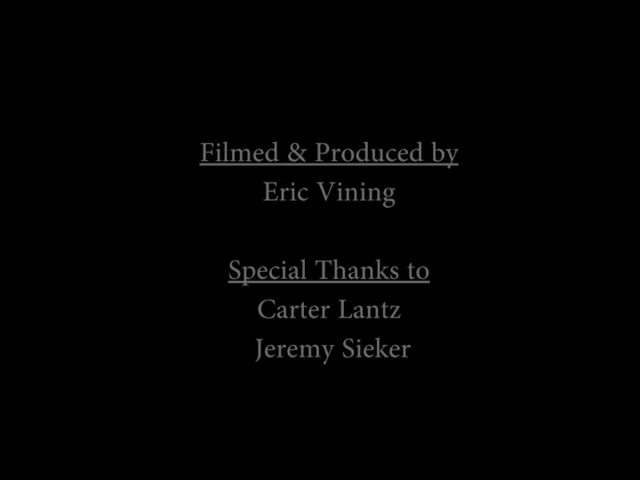 Filmed & Produced by
Eric Vining
Special Thanks to
Carter Lantz
Jeremy Sieker